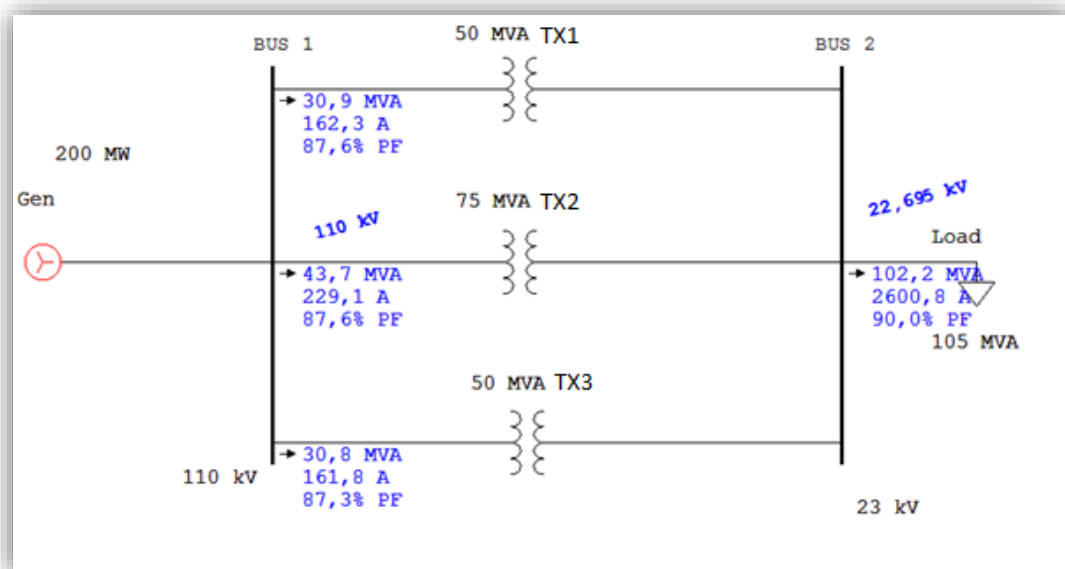 50 MVA TX1
BUS 1
BUS 2
30,9 MVA
162,3 A
87,6% PF
200 MW
Gen
75 MVA TX2
110 kV
22,695 kV
Load
43,7 MVA
229,1 A
87,6% PF
102,2 MVA
2600,8 A
90,0% PF
105 MVA
50 MVA TX3
30,8 MVA
161,8 A
87,3% PF
110 kV
23 kV